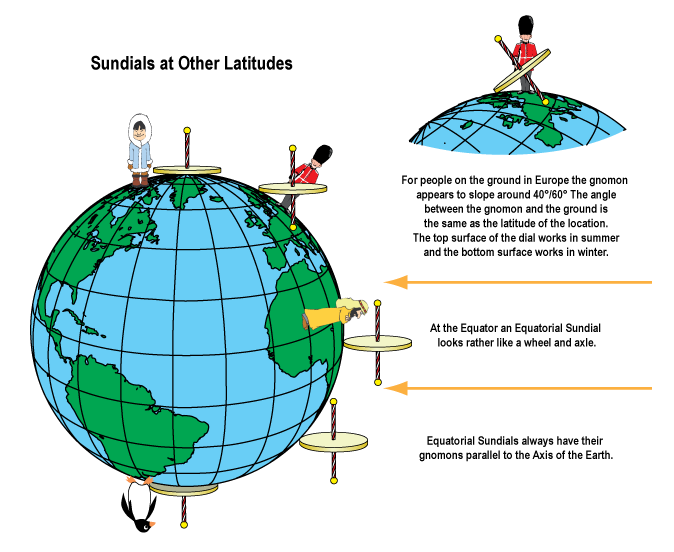 Sundials at Other Latitudes
For people on the ground in Europe the gnomon
appears to slope around 40°/60° The angle
between the gnomon and the ground is
the same as the latitude of the location.
The top surface of the dial works in summer
and the bottom surface works in winter.
At the Equator an Equatorial Sundial
looks rather like a wheel and axle.
Equatorial Sundials always have their
gnomons parallel to the Axis of the Earth.